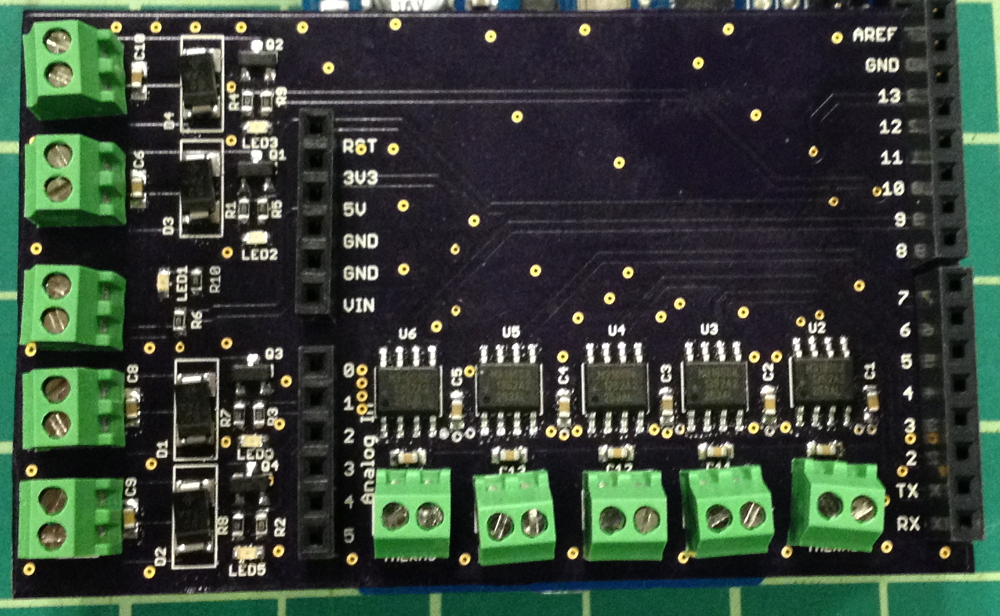 C10
Q2
R4
R9
D4
LED3
C6
Q1
R1
R5
D3
LED2
LED1
R10
R6
C8
Q3
R7
R3
D1
C9
Q4
R8
R2
D2
LED5
RST
3V3
5V
GND
GND
VIN
0
1
2
3
4
5
Analog
U6
U5
U4
U3
U2
C5
C4
C3
C2
C1
AREF
GND
13
12
11
10
9
8
7
6
5
4
3
2
TX
RX